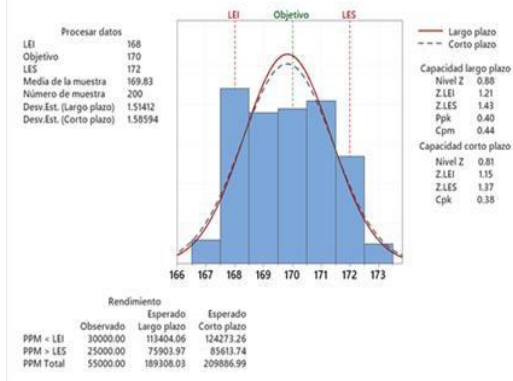 LEI Objetivo LES
Procesar datos
LEI 168
Objetivo 170
LES 172
Media de la muestra 169.83
Número de muestra 200
Desv.Est. (Largo plazo) 1.51412
Desv.Est. (Corto plazo) 1.58594
Largo plazo
Corto plazo
Capacidad largo plazo
Nivel Z 0.88
Z.LEI 1.21
Z.LES 1.43
Ppk 0.40
Cpm 0.44
Capacidad corto plazo
Nivel Z 0.81
Z.LEI 1.15
Z.LES 1.37
Cpk 0.38
166 167 168 169 170 171 172 173
Rendimiento
Esperado Esperado
Observado Largo plazo Corto plazo
PPM < LEI 30000.00 113404.06 124273.26
PPM > LES 25000.00 75903.97 85613.74
PPM Total 55000.00 189308.03 209886.99